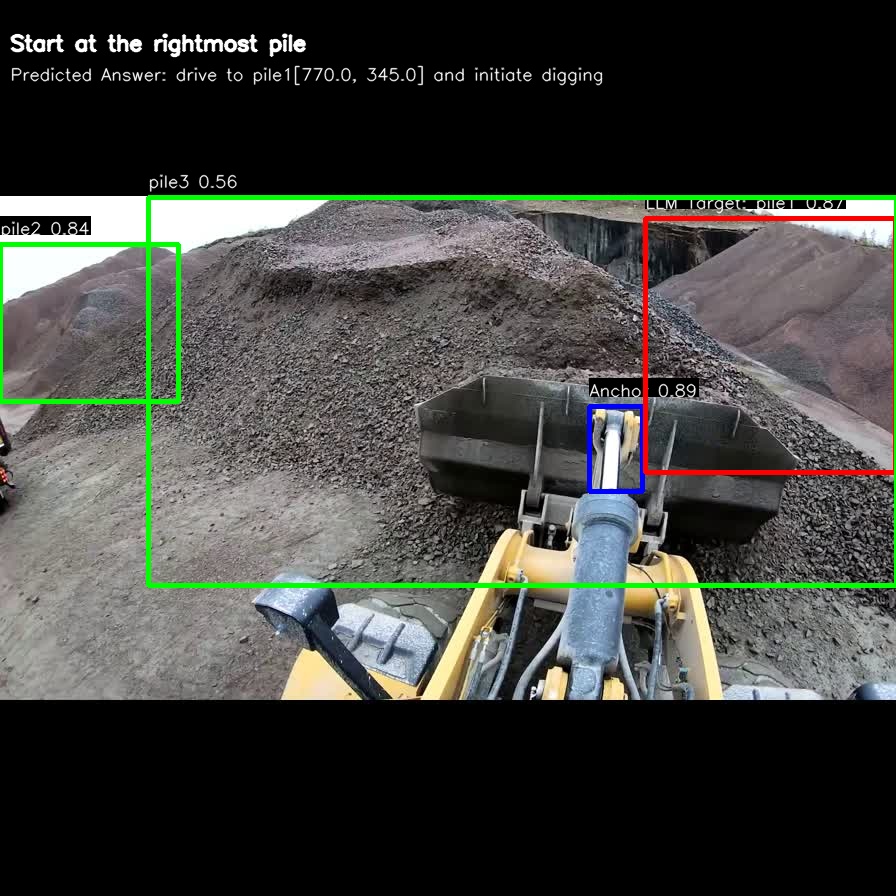 Start at the rightmost pile
Predicted Answer: drive to pile1[770.0, 345.0] and initiate digging
pile3 0.56
LLM Target: pile1 0.87
pile2 0.84
Anchor 0.89